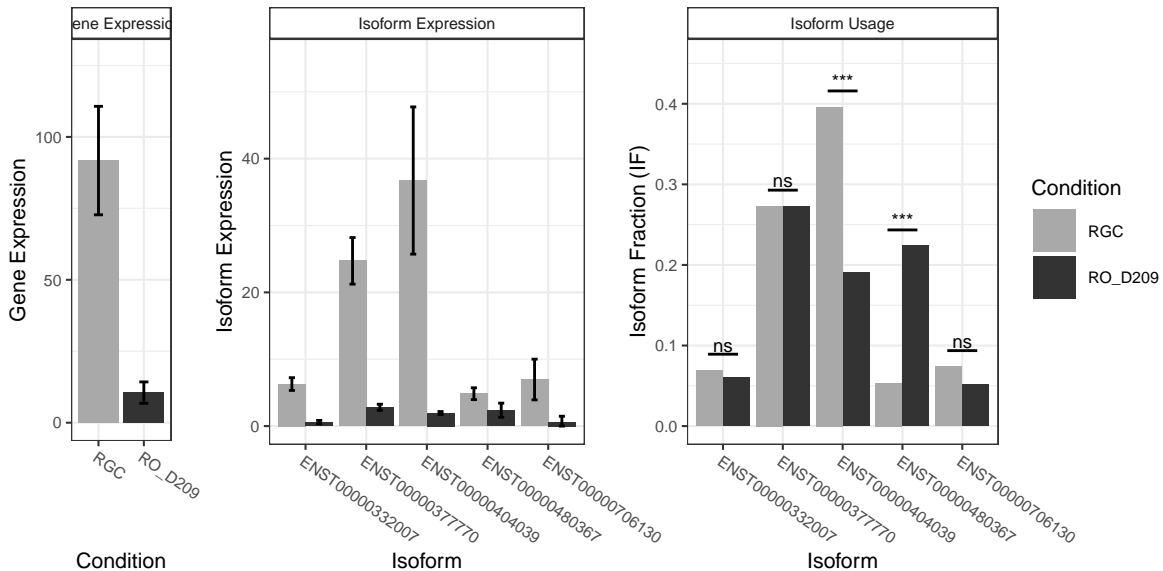 ene Expressio
Isoform Expression
Isoform Usage
Gene Expression
100
50
0
RGC
RO_D209
Condition
Isoform Expression
40
20
0
ENST00000332007
ENST00000377770
ENST00000404039
ENST00000480367
ENST00000706130
Isoform
Isoform Fraction (IF)
0.4
0.3
0.2
0.1
0.0
ns
ns
***
***
ns
ENST00000332007
ENST00000377770
ENST00000404039
ENST00000480367
ENST00000706130
Isoform
Condition
RGC
RO_D209